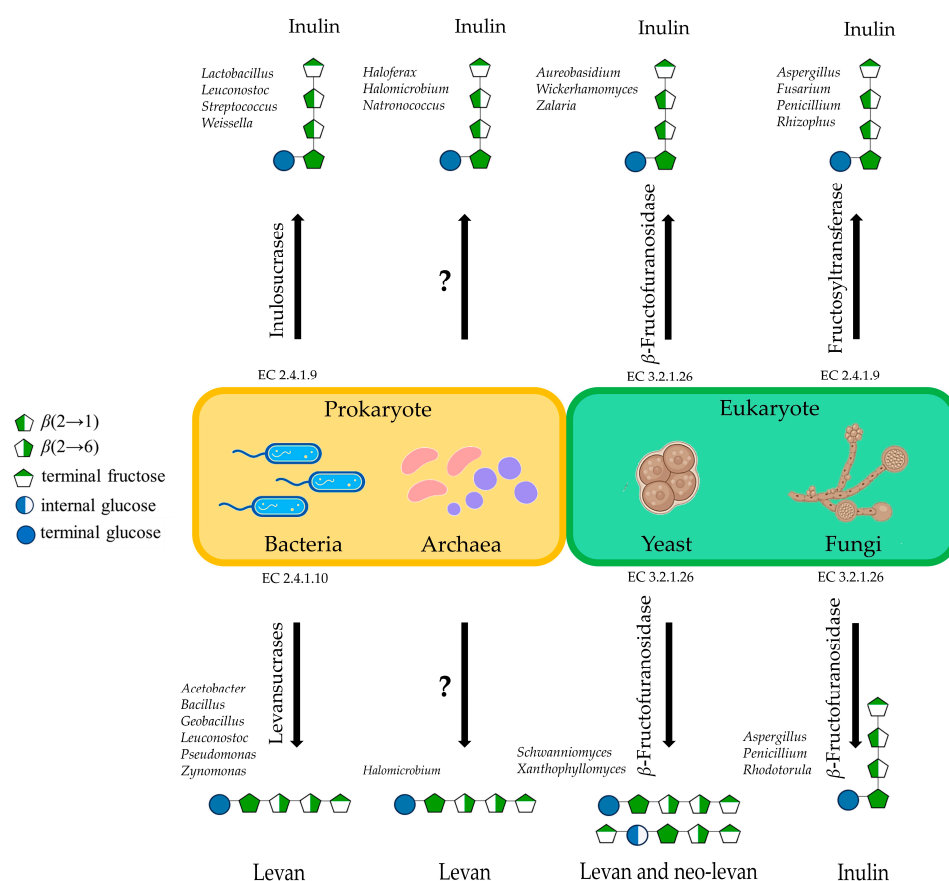 Inulin
Inulin
Inulin
Inulin
Lactobacillus
Leuconostoc
Streptococcus
Weissella
Haloferax
Halomicrobium
Natronococcus
Aureobasidium
Wickerhamomyces
Zalaria
Aspergillus
Fusarium
Penicillium
Rhizophus
Inulosucrases
?
β-Fructofuranosidase
Fructosyltransferase
EC 2.4.1.9
EC 3.2.1.26
EC 2.4.1.9
Prokaryote
Eukaryote
β(2→1)
β(2→6)
terminal fructose
internal glucose
terminal glucose
Bacteria
Archaea
Yeast
Fungi
EC 2.4.1.10
EC 3.2.1.26
EC 3.2.1.26
Levansucrases
?
β-Fructofuranosidase
β-Fructofuranosidase
Acetobacter
Bacillus
Geobacillus
Leuconostoc
Pseudomonas
Zynomonas
Halomicrobium
Schwanniomyces
Xanthophyllomyces
Aspergillus
Penicillium
Rhodotorula
Levan
Levan
Levan and neo-levan
Inulin